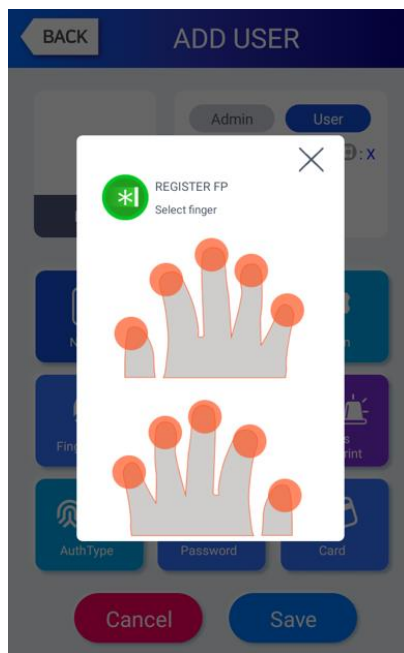 BACK
ADD USER
Admin
User
: X
REGISTER FP
Select finger
AuthType
Password
Card
Cancel
Save